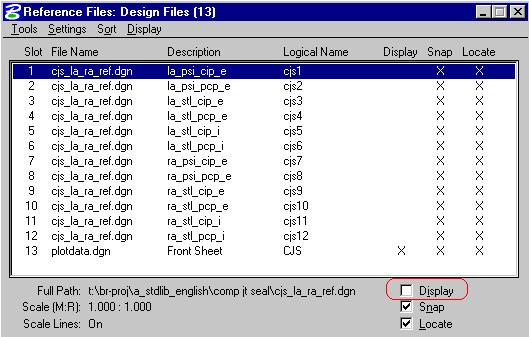 Reference Files: Design Files (13)
Tools Settings Sort Display
Slot File Name Description Logical Name Display Snap Locate
1 cjs_la_ra_ref.dgn la_psi_cip_e cjs1 X X
2 cjs_la_ra_ref.dgn la_psi_pcp_e cjs2 X X
3 cjs_la_ra_ref.dgn la_stl_cip_e cjs3 X X
4 cjs_la_ra_ref.dgn la_stl_pcp_e cjs4 X X
5 cjs_la_ra_ref.dgn la_stl_cip_i cjs5 X X
6 cjs_la_ra_ref.dgn la_stl_pcp_i cjs6 X X
7 cjs_la_ra_ref.dgn ra_psi_cip_e cjs7 X X
8 cjs_la_ra_ref.dgn ra_psi_pcp_e cjs8 X X
9 cjs_la_ra_ref.dgn ra_stl_cip_e cjs9 X X
10 cjs_la_ra_ref.dgn ra_stl_pcp_e cjs10 X X
11 cjs_la_ra_ref.dgn ra_stl_cip_i cjs11 X X
12 cjs_la_ra_ref.dgn ra_stl_pcp_i cjs12 X X
13 plotdata.dgn Front Sheet CJS X X X
Full Path: t:\br-proj\a_stdlib_english\comp jt seal\cjs_la_ra_ref.dgn Display
Scale (M:R): 1.000 : 1.000 Snap
Scale Lines: On Locate